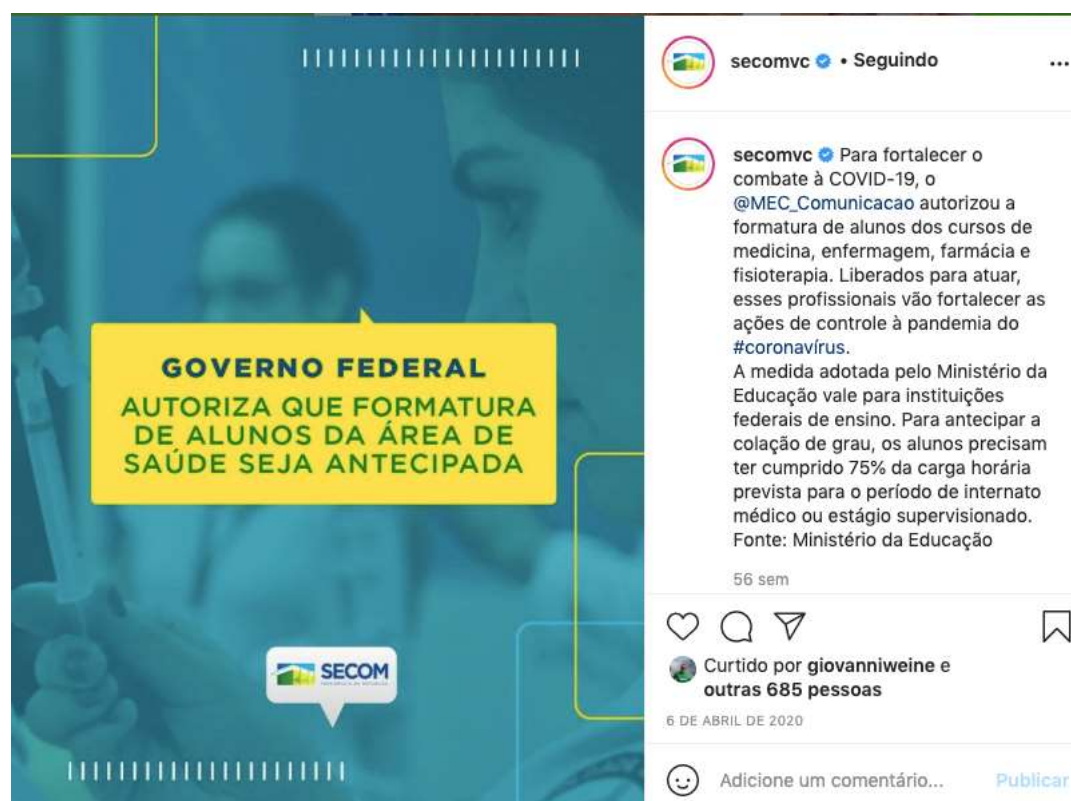 GOVERNO FEDERAL
AUTORIZA QUE FORMATURA
DE ALUNOS DA ÁREA DE
SAÚDE SEJA ANTECIPADA
SECOM
secomvc • Seguindo
secomvc Para fortalecer o
combate à COVID-19, o
@MEC_Comunicacao autorizou a
formatura de alunos dos cursos de
medicina, enfermagem, farmácia e
fisioterapia. Liberados para atuar,
esses profissionais vão fortalecer as
ações de controle à pandemia do
#coronavírus.
A medida adotada pelo Ministério da
Educação vale para instituições
federais de ensino. Para antecipar a
colação de grau, os alunos precisam
ter cumprido 75% da carga horária
prevista para o período de internato
médico ou estágio supervisionado.
Fonte: Ministério da Educação
56 sem
Curtido por giovanniweine e
outras 685 pessoas
6 DE ABRIL DE 2020
Adicione um comentário... Publicar